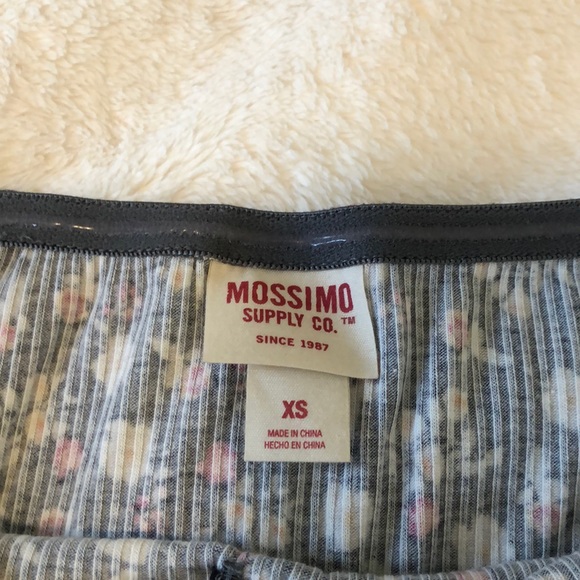 MOSSIMO
SUPPLY CO.™
SINCE 1987
XS
MADE IN CHINA
HECHO EN CHINA